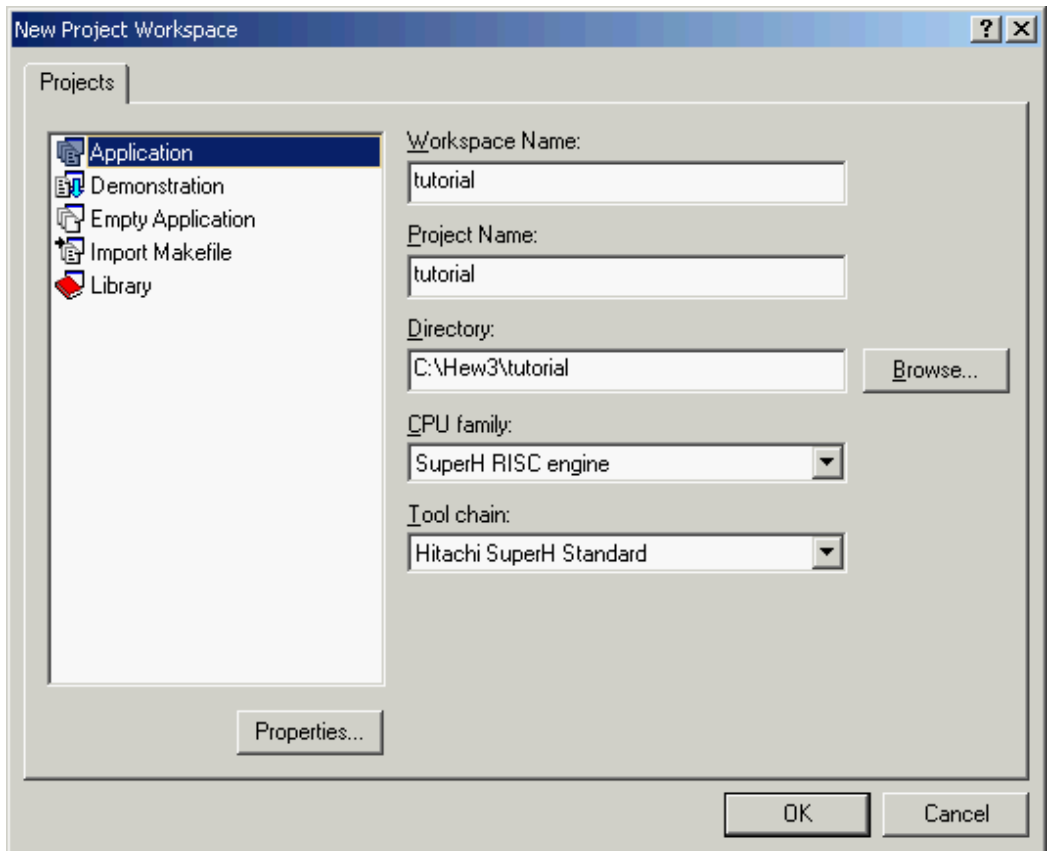 New Project Workspace
Projects
Application
Demonstration
Empty Application
Import Makefile
Library
Properties...
Workspace Name:
tutorial
Project Name:
tutorial
Directory:
C:\Hew3\tutorial
Browse...
CPU family:
SuperH RISC engine
Tool chain:
Hitachi SuperH Standard
OK
Cancel